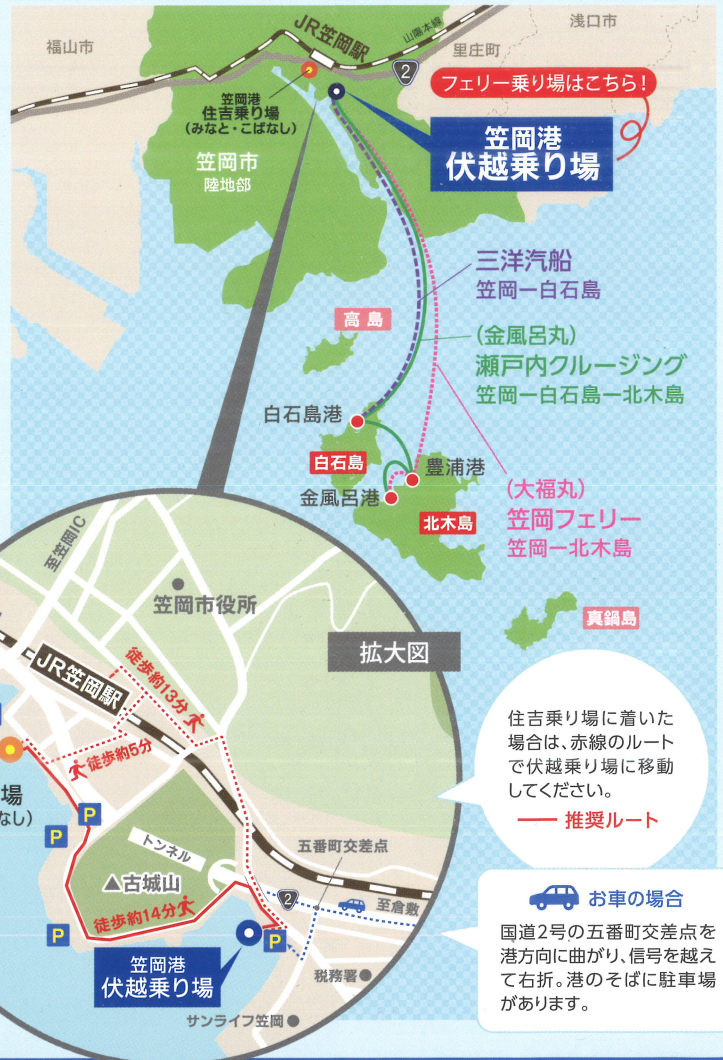 福山市
JR笠岡駅
山陽本線
浅口市
里庄町
2
笠岡港
住吉乗り場
(みなと・こばなし)
フェリー乗り場はこちら!
笠岡港
伏越乗り場
笠岡市
陸地部
三洋汽船
笠岡ー白石島
高島
(金風呂丸)
瀬戸内クルージング
笠岡ー白石島ー北木島
白石島港
白石島
豊浦港
金風呂港
北木島
(大福丸)
笠岡フェリー
笠岡ー北木島
真鍋島
至笠岡IC
笠岡市役所
拡大図
JR笠岡駅
徒歩約13分
徒歩約5分
場
なし)
P
P
P
トンネル
古城山
五番町交差点
2
至倉敷
徒歩約14分
P
笠岡港
伏越乗り場
税務署
サンライフ笠岡
住吉乗り場に着いた
場合は、赤線のルート
で伏越乗り場に移動
してください。
推奨ルート
お車の場合
国道2号の五番町交差点を
港方向に曲がり、信号を越え
て右折。港のそばに駐車場
があります。